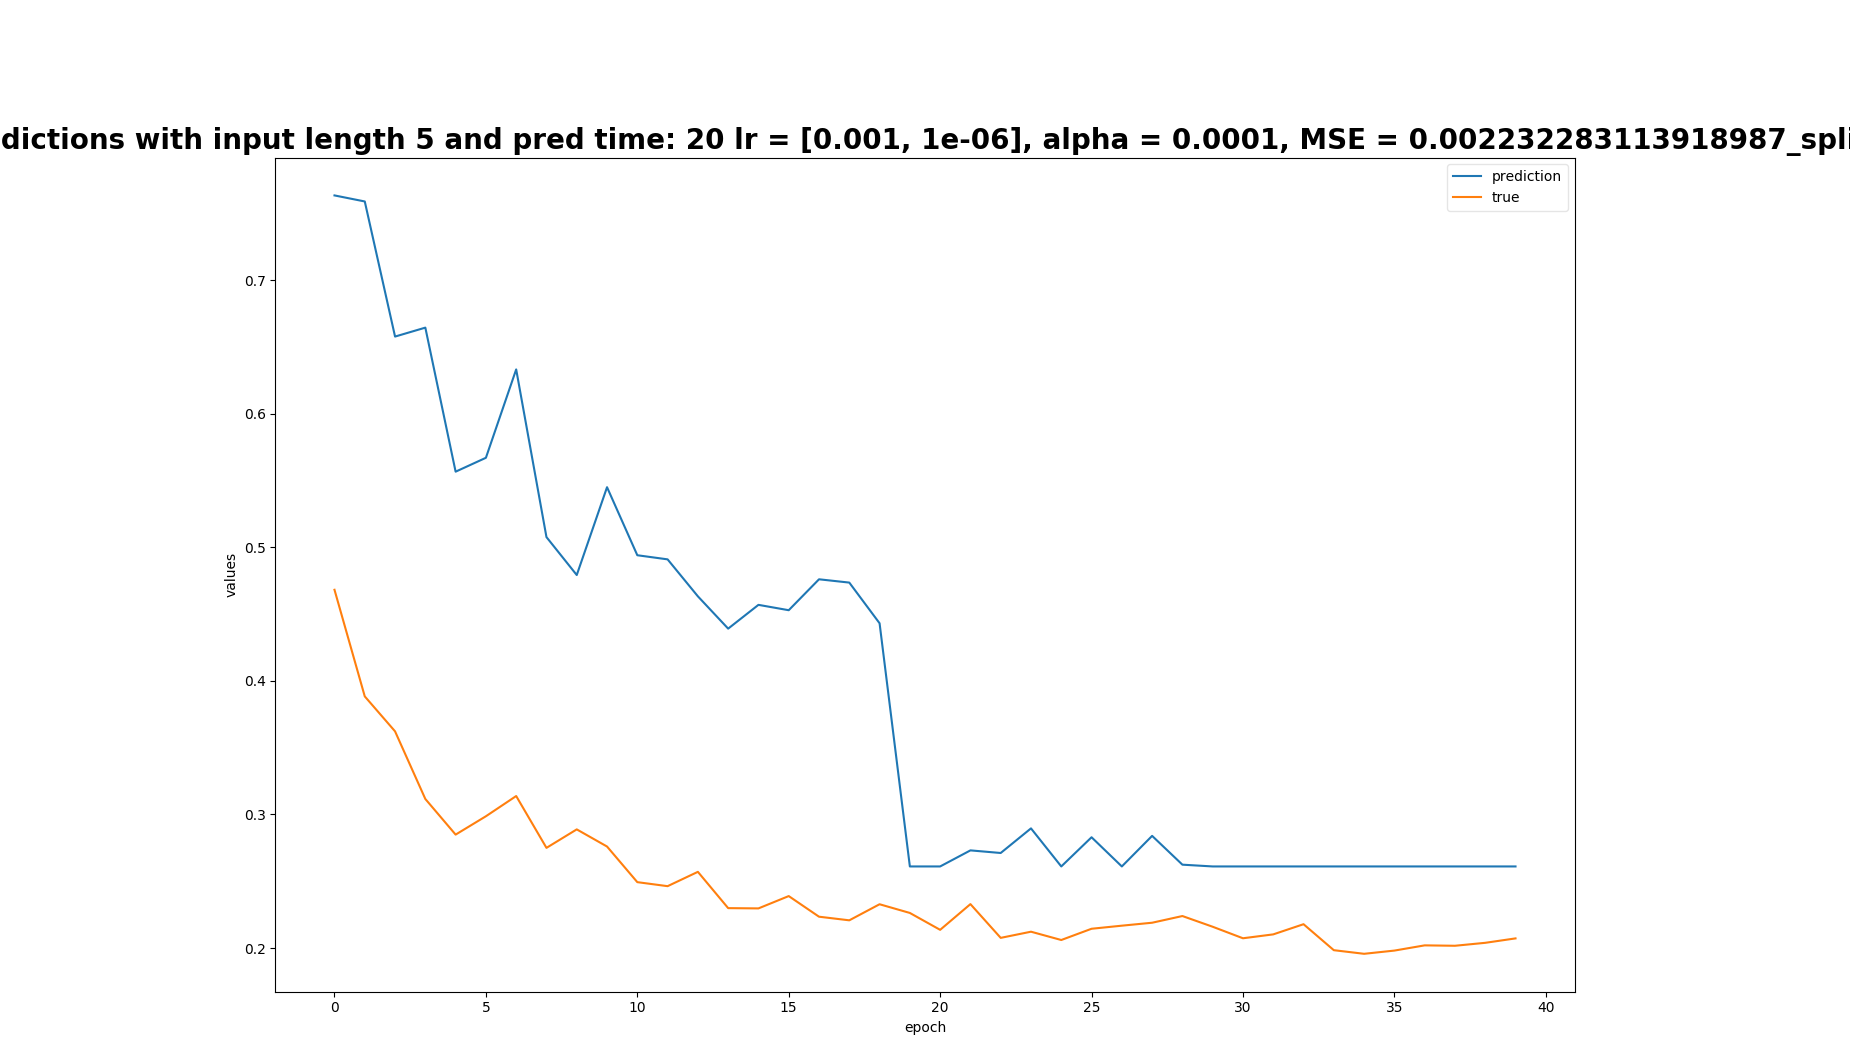 dictions with input length 5 and pred time: 20 lr = [0.001, 1e-06], alpha = 0.0001, MSE = 0.002232283113918987_spli
prediction
true
0.7
0.6
0.5
0.4
0.3
0.2
values
0 5 10 15 20 25 30 35 40
epoch